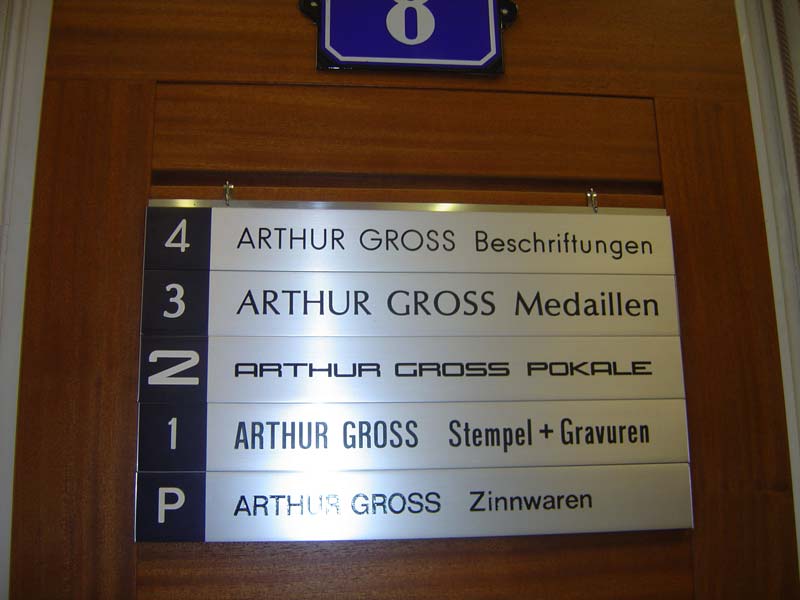 8
4 ARTHUR GROSS Beschriftungen
3 ARTHUR GROSS Medaillen
2 ARTHUR GROSS POKALE
1 ARTHUR GROSS Stempel + Gravuren
P ARTHUR GROSS Zinnwaren